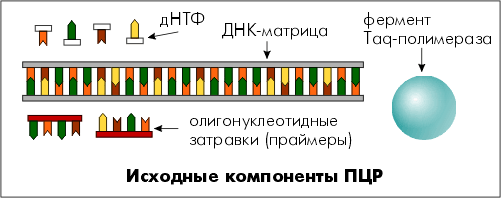 дНТФ
ДНК-матрица
фермент
Taq-полимераза
олигонуклеотидные
затравки (праймеры)
Исходные компоненты ПЦР